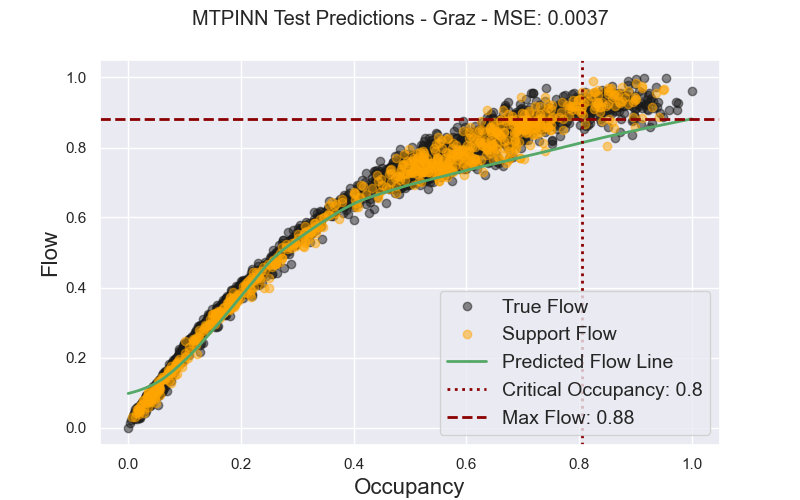 MTPINN Test Predictions - Graz - MSE: 0.0037
Flow
1.0
0.8
0.6
0.4
0.2
0.0
True Flow
Support Flow
Predicted Flow Line
Critical Occupancy: 0.8
Max Flow: 0.88
0.0 0.2 0.4 0.6 0.8 1.0
Occupancy